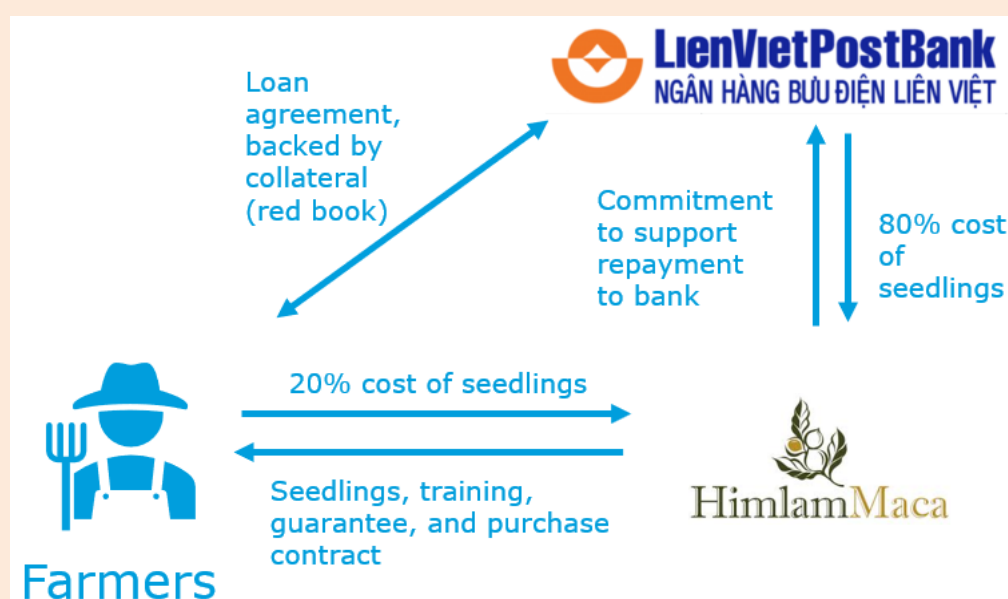 LienVietPostBank
NGÂN HÀNG BƯU ĐIỆN LIÊN VIỆT
Loan
agreement,
backed by
collateral
(red book)
Commitment
to support
repayment
to bank
80% cost
of
seedlings
20% cost of seedlings
Seedlings, training,
guarantee, and purchase
contract
HimlamMaca
Farmers